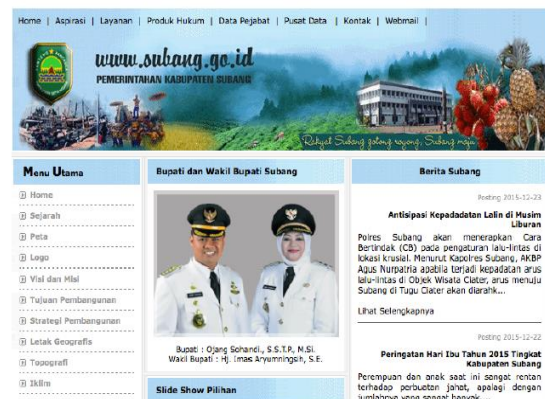 Home | Aspirasi | Layanan | Produk Hukum | Data Pejabat | Pusat Data | Kontak | Webmail |
www.subang.go.id
PEMERINTAHAN KABUPATEN SUBANG
Rakyat Subang gotong royong, Subang maju
Menu Utama
Home
Sejarah
Peta
Logo
Visi dan Misi
Tujuan Pembangunan
Strategi Pembangunan
Letak Geografis
Topografi
Iklim
Bupati dan Wakil Bupati Subang
Bupati : Ojang Sohandi., S.S.T.P., M.Si.
Wakil Bupati : Hj. Imas Aryumningsih, S.E.
Slide Show Pilihan
Berita Subang
Posting 2015-12-23
Antisipasi Kepadadatan Lalin di Musim
Liburan
Polres Subang akan menerapkan Cara
Bertindak (CB) pada pengaturan lalu-lintas di
lokasi krusial. Menurut Kapolres Subang, AKBP
Agus Nurpatria apabila terjadi kepadatan arus
lalu-lintas di Objek Wisata Ciater, arus menuju
Subang di Tugu Ciater akan diarahk...
Lihat Selengkapnya
Posting 2015-12-22
Peringatan Hari Ibu Tahun 2015 Tingkat
Kabupaten Subang
Perempuan dan anak saat ini sangat rentan
terhadap perbuatan jahat, apalagi dengan
jumlahnya yang sangat banyak....